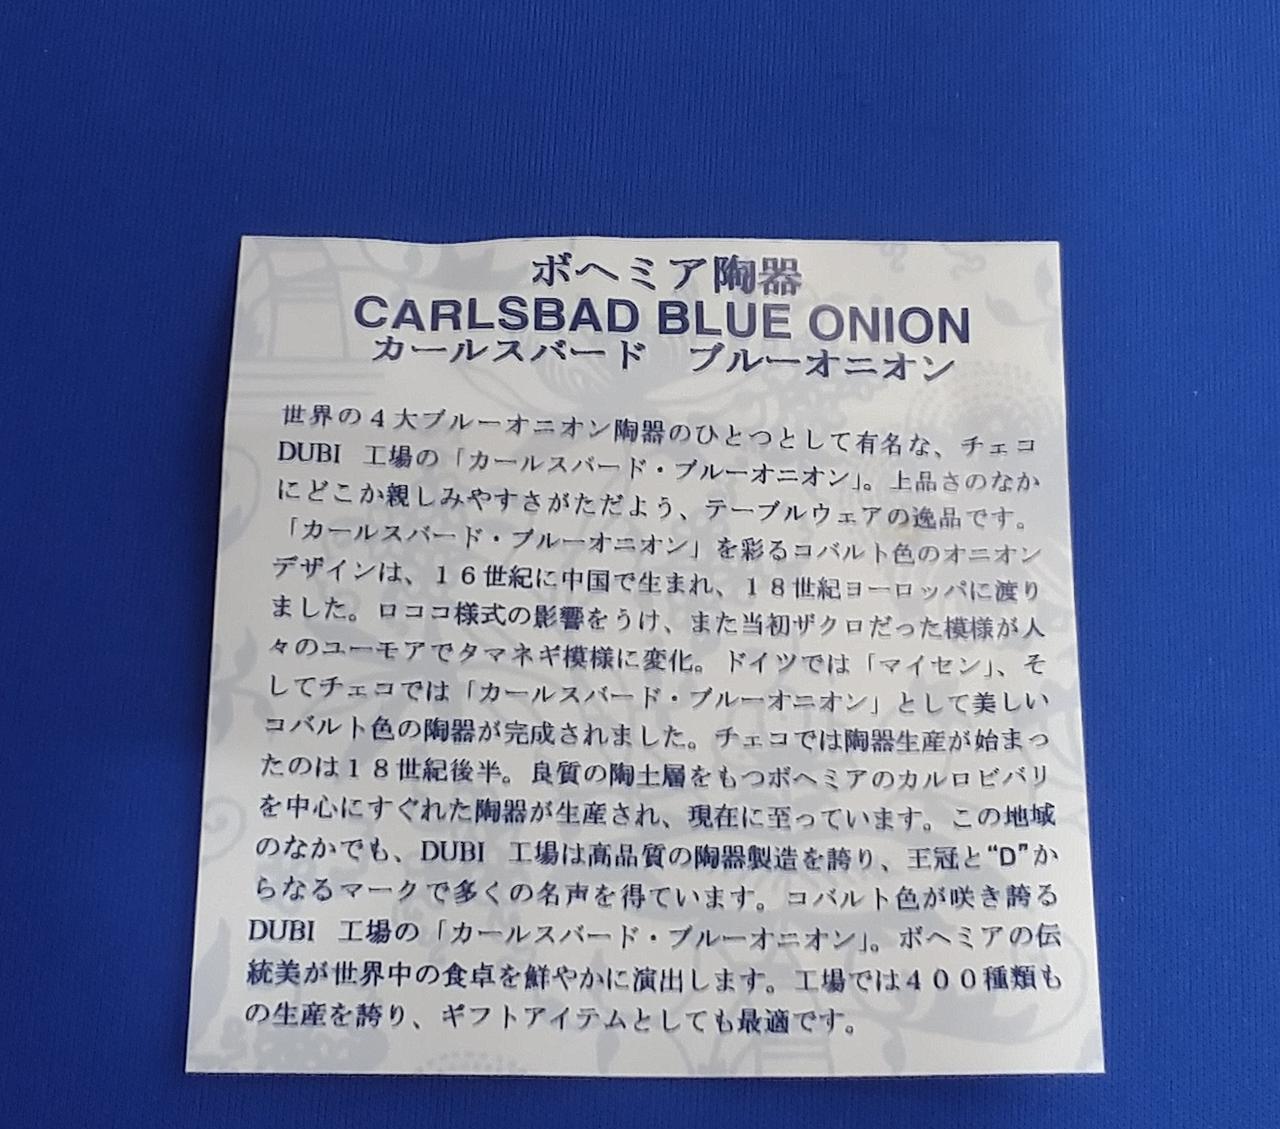 ボヘミア陶器
CARLSBAD BLUE ONION
カールスバード　ブルーオニオン
世界の４大ブルーオニオン陶器のひとつとして有名な、チェコ
DUBI　工場の「カールスバード・ブルーオニオン」。上品さのなか
にどこか親しみやすさがただよう、テーブルウェアの逸品です。
「カールスバード・ブルーオニオン」を彩るコバルト色のオニオン
デザインは、１６世紀に中国で生まれ、１８世紀ヨーロッパに渡り
ました。ロココ様式の影響をうけ、また当初ザクロだった模様が人
々のユーモアでタマネギ模様に変化。ドイツでは「マイセン」、そ
してチェコでは「カールスバード・ブルーオニオン」として美しい
コバルト色の陶器が完成されました。チェコでは陶器生産が始まっ
たのは１８世紀後半。良質の陶土層をもつボヘミアのカルロビバリ
を中心にすぐれた陶器が生産され、現在に至っています。この地域
のなかでも、DUBI　工場は高品質の陶器製造を誇り、王冠と“D”か
らなるマークで多くの名声を得ています。コバルト色が咲き誇る
DUBI　工場の「カールスバード・ブルーオニオン」。ボヘミアの伝
統美が世界中の食卓を鮮やかに演出します。工場では４００種類も
の生産を誇り、ギフトアイテムとしても最適です。